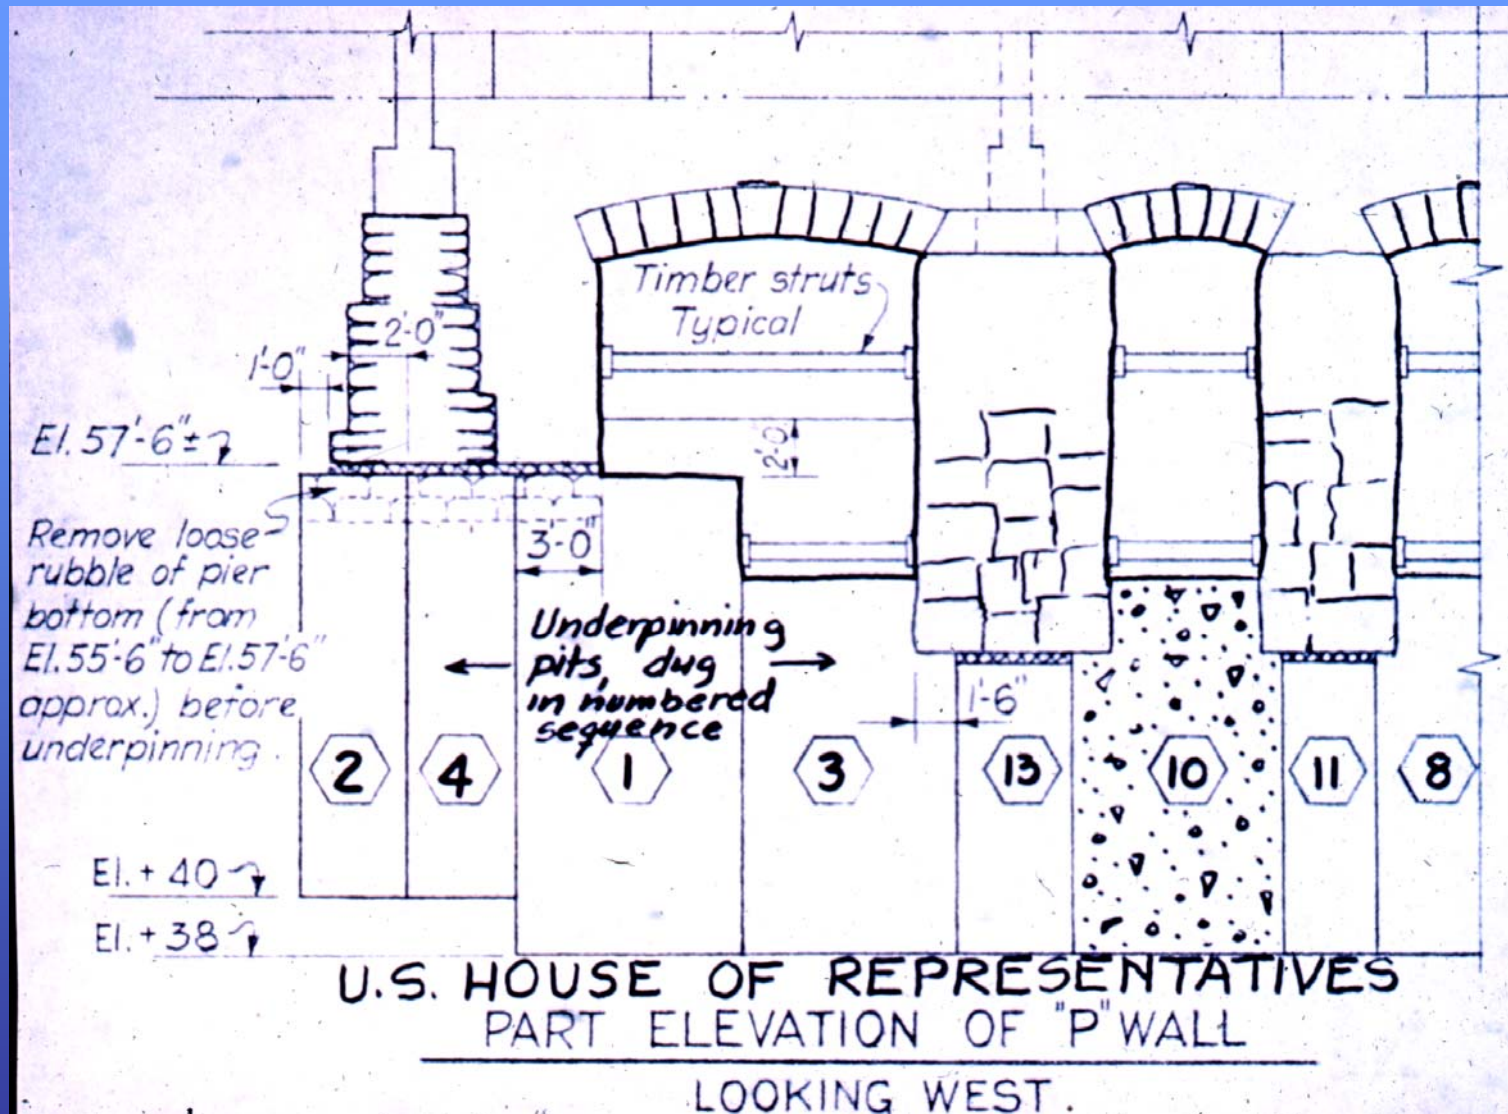 Timber struts
Typical
2'-0"
1'-0"
El. 57'-6"±
2'-0"
Remove loose
rubble of pier
bottom (from
El. 55'-6" to El. 57'-6"
approx.) before
underpinning.
3'-0"
Underpinning
pits, dug
in numbered
sequence
1'-6"
2
4
1
3
13
10
11
8
El. + 40
El. + 38
U.S. HOUSE OF REPRESENTATIVES
PART ELEVATION OF "P" WALL
LOOKING WEST.